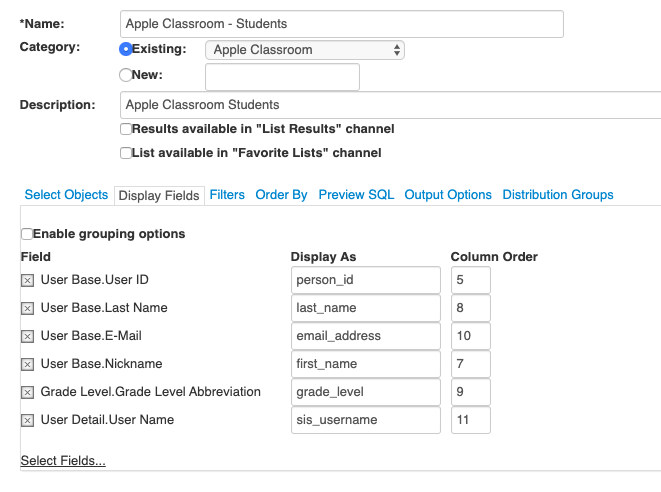 *Name: Apple Classroom - Students
Category: Existing: Apple Classroom
New:
Description: Apple Classroom Students
Results available in "List Results" channel
List available in "Favorite Lists" channel
Select Objects Display Fields Filters Order By Preview SQL Output Options Distribution Groups
Enable grouping options
Field Display As Column Order
User Base.User ID person_id 5
User Base.Last Name last_name 8
User Base.E-Mail email_address 10
User Base.Nickname first_name 7
Grade Level.Grade Level Abbreviation grade_level 9
User Detail.User Name sis_username 11
Select Fields...